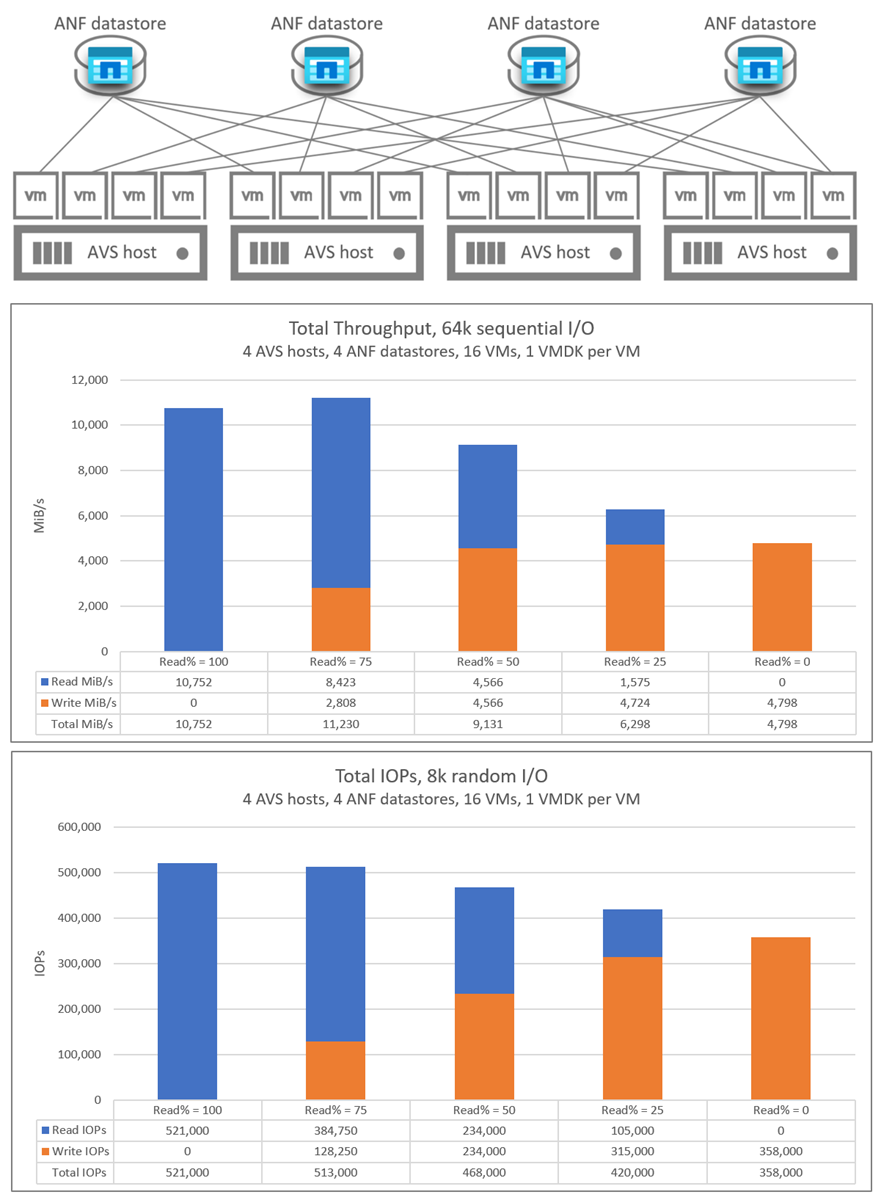 ANF datastore ANF datastore ANF datastore ANF datastore
vm vm vm vm vm vm vm vm vm vm vm vm vm vm vm vm
AVS host AVS host AVS host AVS host
Total Throughput, 64k sequential I/O
4 AVS hosts, 4 ANF datastores, 16 VMs, 1 VMDK per VM
12,000
10,000
8,000
6,000
4,000
2,000
0
MiB/s
Read% = 100 Read% = 75 Read% = 50 Read% = 25 Read% = 0
Read MiB/s 10,752 8,423 4,566 1,575 0
Write MiB/s 0 2,808 4,566 4,724 4,798
Total MiB/s 10,752 11,230 9,131 6,298 4,798
Total IOPs, 8k random I/O
4 AVS hosts, 4 ANF datastores, 16 VMs, 1 VMDK per VM
600,000
500,000
400,000
300,000
200,000
100,000
0
IOPs
Read% = 100 Read% = 75 Read% = 50 Read% = 25 Read% = 0
Read IOPs 521,000 384,750 234,000 105,000 0
Write IOPs 0 128,250 234,000 315,000 358,000
Total IOPs 521,000 513,000 468,000 420,000 358,000